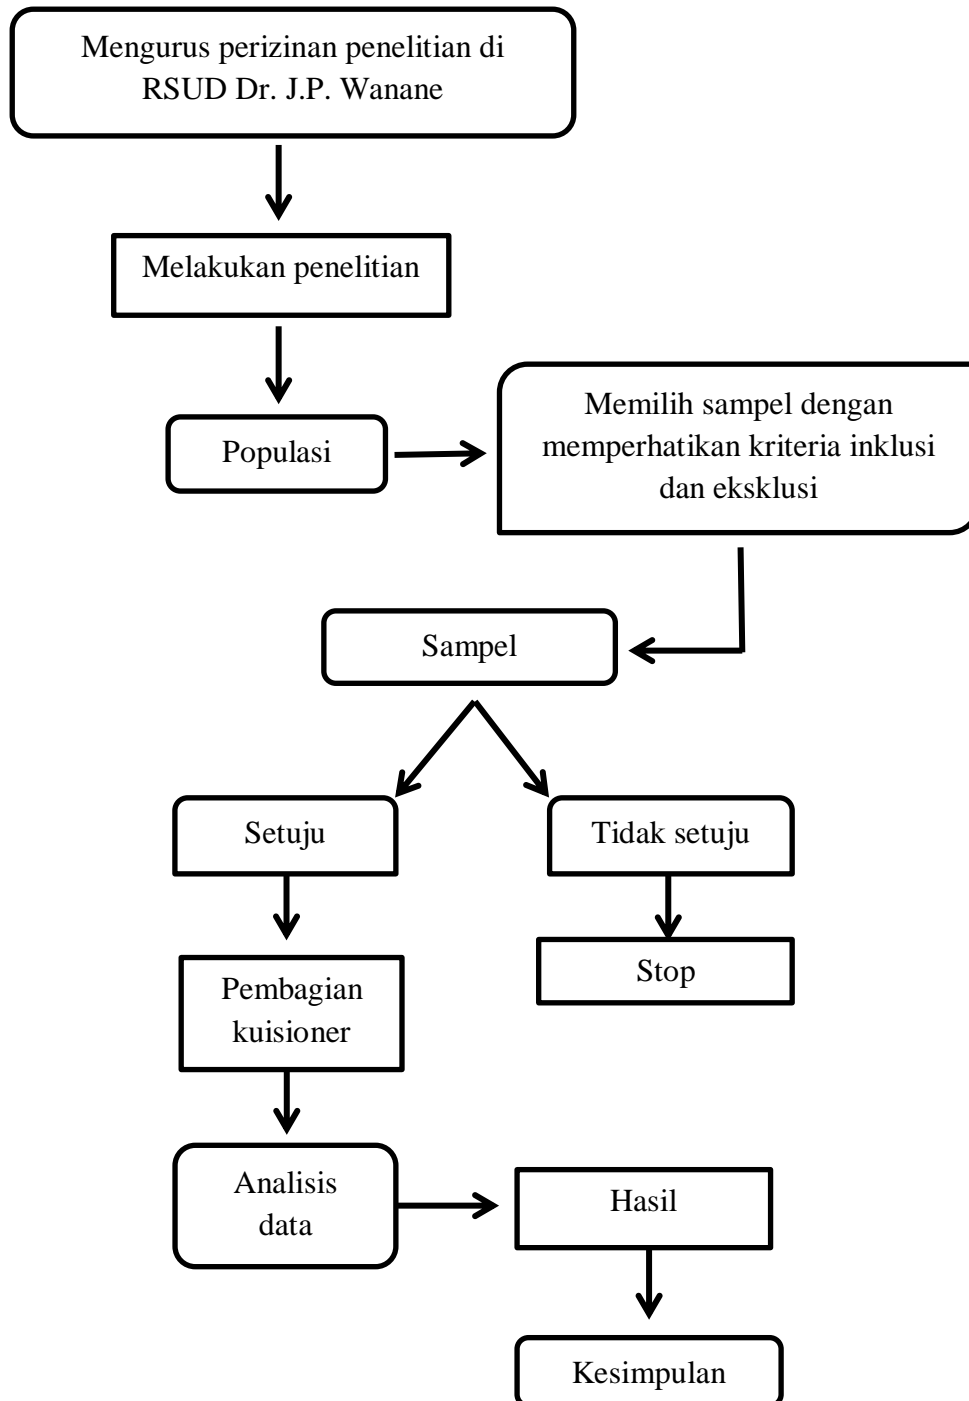 Mengurus perizinan penelitian di
RSUD Dr. J.P. Wanane
Melakukan penelitian
Populasi
Memilih sampel dengan
memperhatikan kriteria inklusi
dan eksklusi
Sampel
Setuju
Tidak setuju
Pembagian
kuisioner
Stop
Analisis
data
Hasil
Kesimpulan